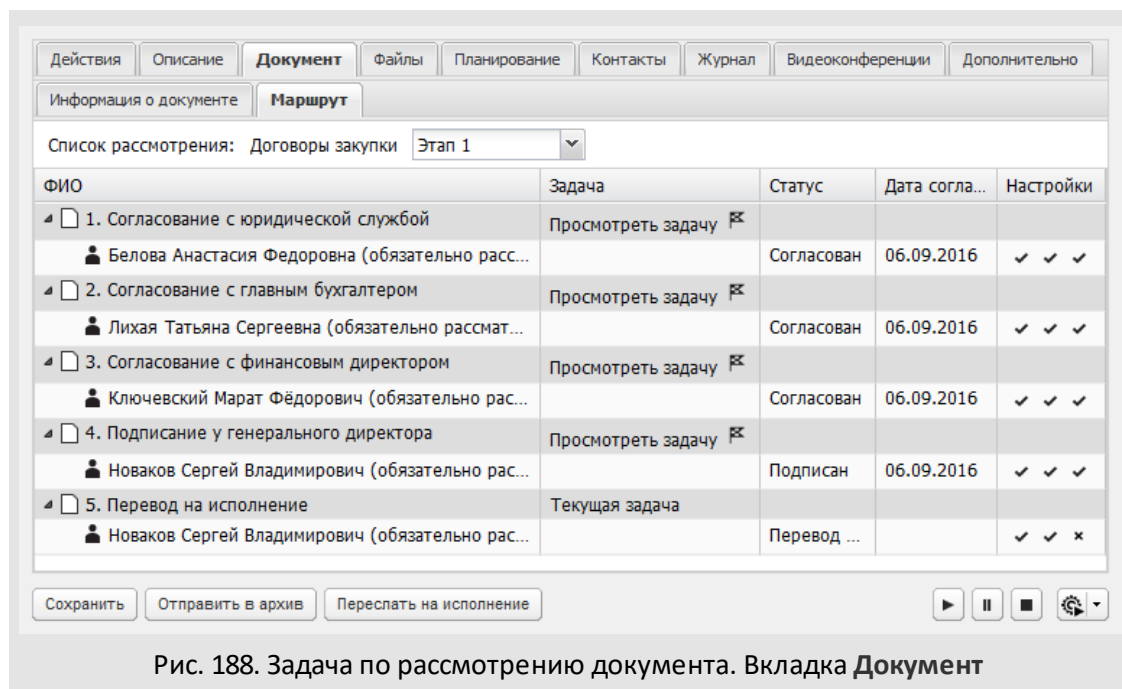 Действия Описание Документ Файлы Планирование Контакты Журнал Видеоконференции Дополнительно
Информация о документе Маршрут
Список рассмотрения: Договоры закупки Этап 1
ФИО Задача Статус Дата согла... Настройки
1. Согласование с юридической службой Просмотреть задачу
Белова Анастасия Федоровна (обязательно расс... Согласован 06.09.2016
2. Согласование с главным бухгалтером Просмотреть задачу
Лихая Татьяна Сергеевна (обязательно рассмат... Согласован 06.09.2016
3. Согласование с финансовым директором Просмотреть задачу
Ключевский Марат Фёдорович (обязательно рас... Согласован 06.09.2016
4. Подписание у генерального директора Просмотреть задачу
Новаков Сергей Владимирович (обязательно рас... Подписан 06.09.2016
5. Перевод на исполнение Текущая задача
Новаков Сергей Владимирович (обязательно рас... Перевод ...
Сохранить Отправить в архив Переслать на исполнение
Рис. 188. Задача по рассмотрению документа. Вкладка Документ